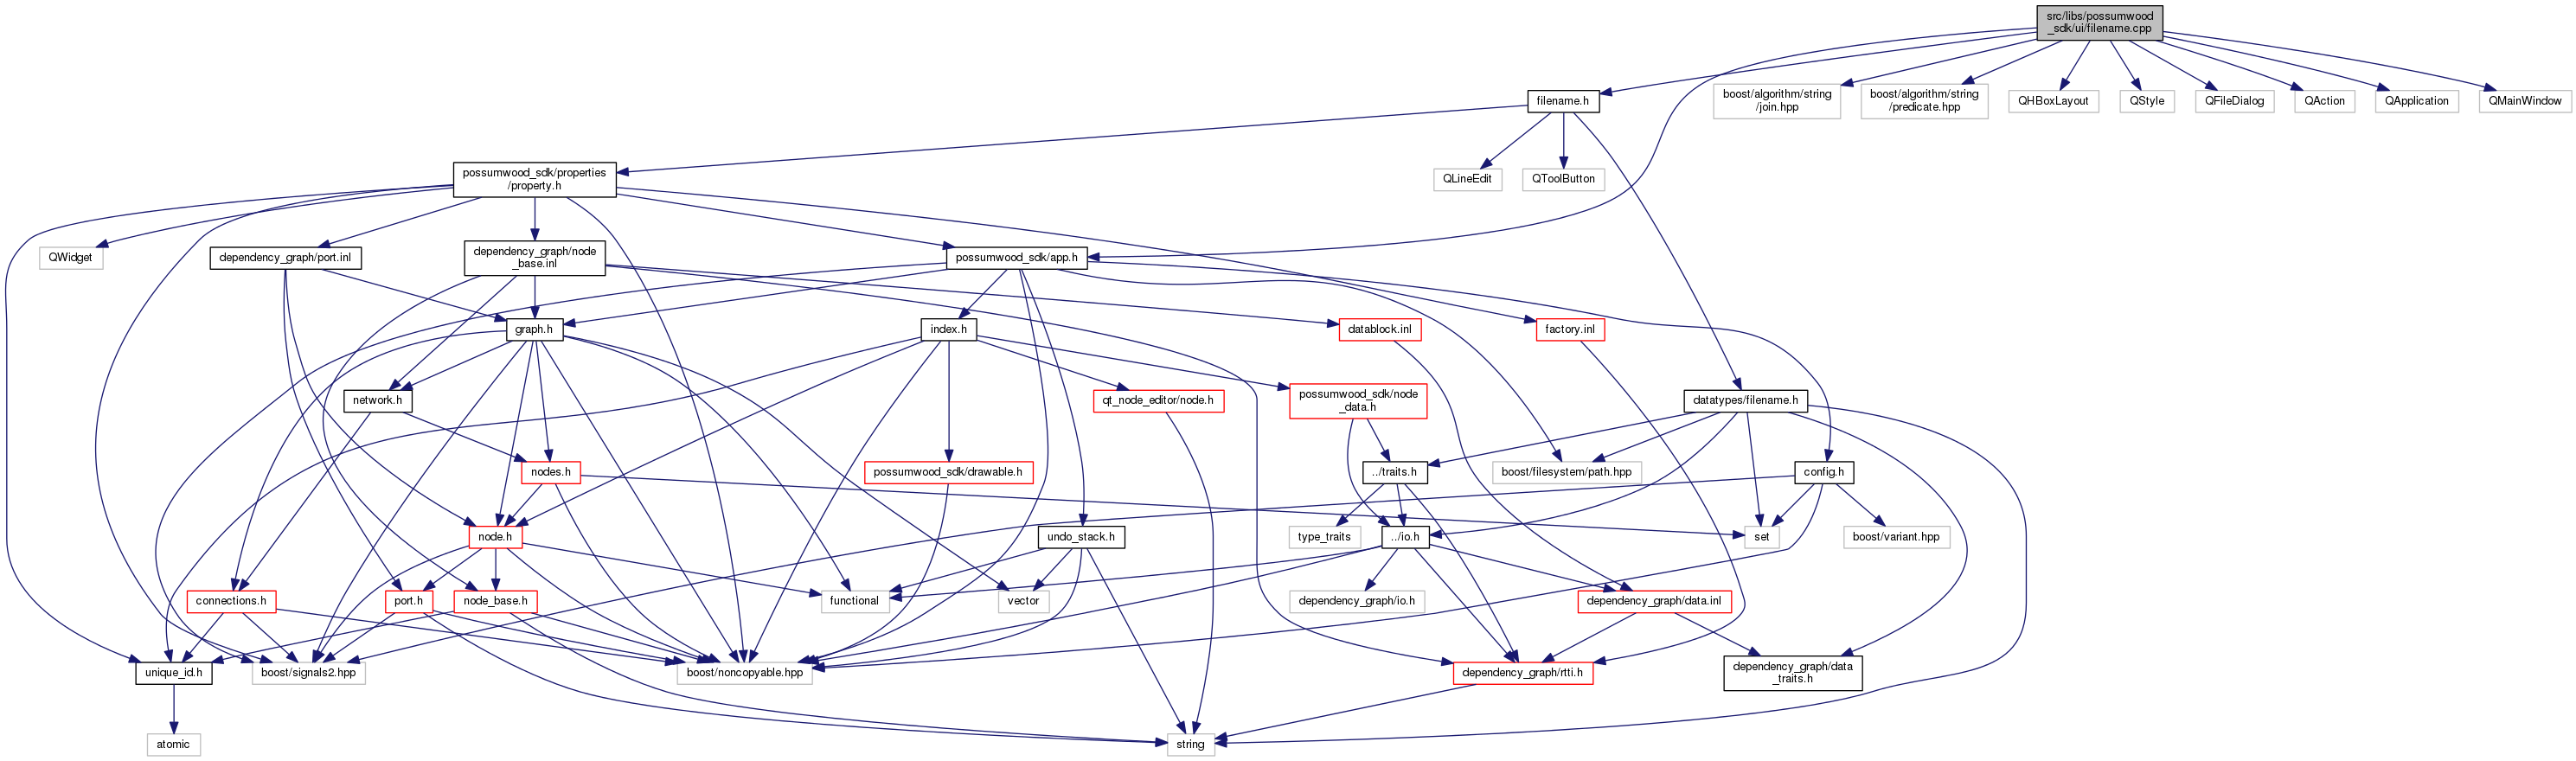 src/libs/possumwood
_sdk/ui/filename.cpp
filename.h
boost/algorithm/string
/join.hpp
boost/algorithm/string
/predicate.hpp
QHBoxLayout
QStyle
QFileDialog
QAction
QApplication
QMainWindow
possumwood_sdk/properties
/property.h
QLineEdit
QToolButton
QWidget
dependency_graph/port.inl
dependency_graph/node
_base.inl
possumwood_sdk/app.h
graph.h
index.h
datablock.inl
factory.inl
network.h
qt_node_editor/node.h
possumwood_sdk/node
_data.h
datatypes/filename.h
nodes.h
possumwood_sdk/drawable.h
../traits.h
boost/filesystem/path.hpp
config.h
node.h
undo_stack.h
type_traits
../io.h
set
boost/variant.hpp
connections.h
port.h
node_base.h
functional
vector
dependency_graph/io.h
dependency_graph/data.inl
unique_id.h
boost/signals2.hpp
boost/noncopyable.hpp
dependency_graph/rtti.h
dependency_graph/data
_traits.h
atomic
string